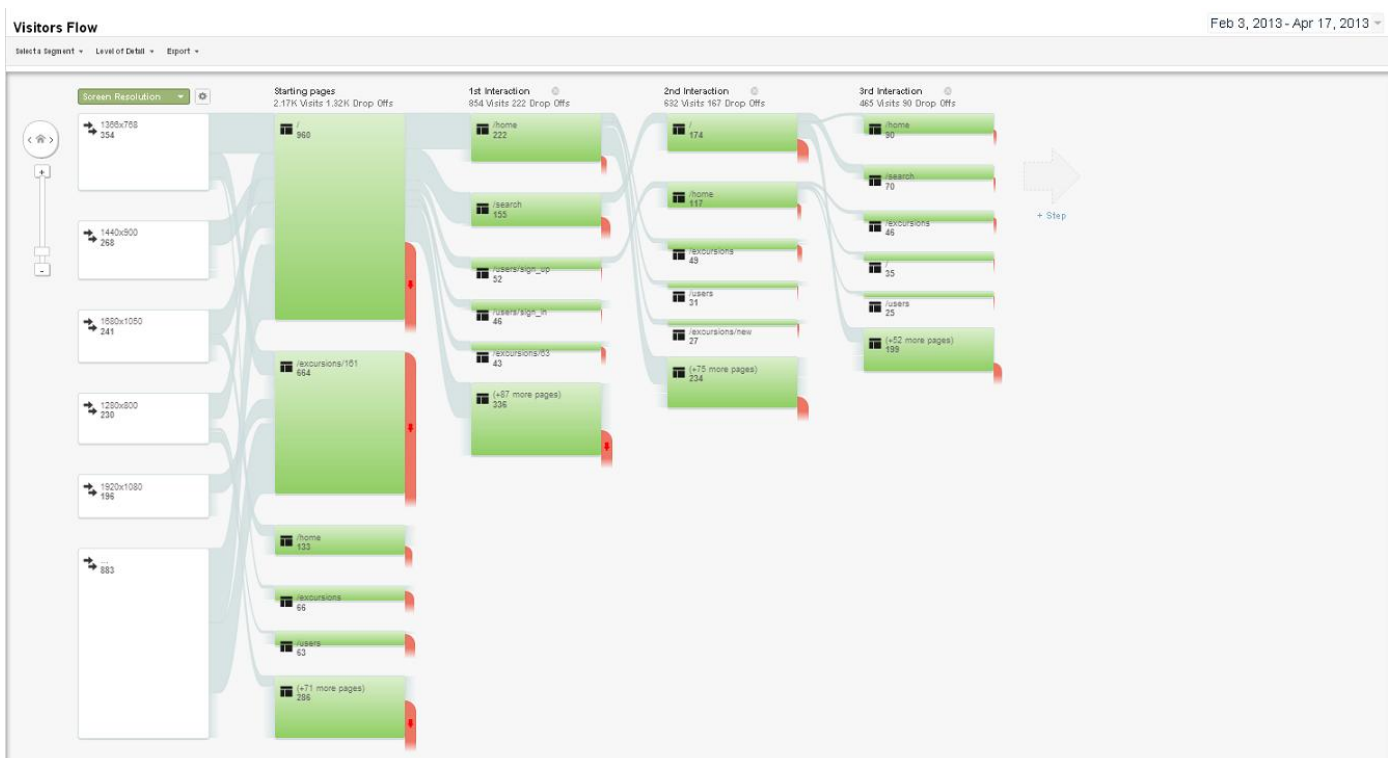 Visitors Flow
Feb 3, 2013 - Apr 17, 2013
Select a Segment
Level of Detail
Export
Screen Resolution
Starting pages
2.17K Visits 1.32K Drop Offs
1st Interaction
854 Visits 222 Drop Offs
2nd Interaction
632 Visits 167 Drop Offs
3rd Interaction
465 Visits 90 Drop Offs
1366x768
354
1440x900
268
1680x1050
241
1280x800
230
1920x1080
196
...
883
/
960
/excursions/161
664
/home
133
/excursions
66
/users
63
(+71 more pages)
286
/home
222
/search
155
/users/sign_up
52
/users/sign_in
46
/excursions/63
43
(+87 more pages)
336
/
174
/home
117
/excursions
49
/users
31
/excursions/new
27
(+75 more pages)
234
/home
90
/search
70
/excursions
46
/
35
/users
25
(+52 more pages)
199
+ Step